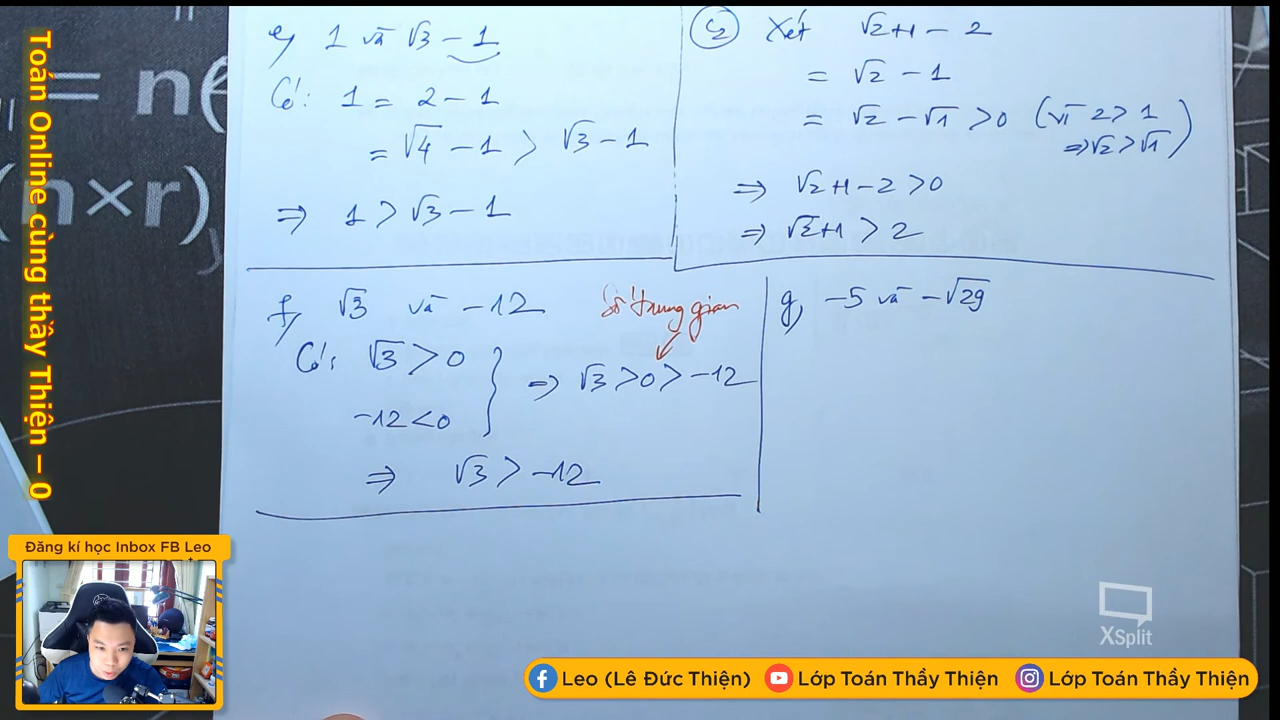 e, 1 và √3 - 1
Có: 1 = 2 - 1
= √4 - 1 > √3 - 1
⇒ 1 > √3 - 1
C2 Xét √2+1 - 2
= √2 - 1
= √2 - √1 > 0 (Vì 2 > 1
⇒ √2 > √1)
⇒ √2+1-2 > 0
⇒ √2+1 > 2
f, √3 và -12 Số trung gian
Có: √3 > 0
-12 < 0
⇒ √3 > 0 > -12
⇒ √3 > -12
g, -5 và -√29
Toán Online cùng thầy Thiện – 0
= n(
(n×r)
Đăng kí học Inbox FB Leo
XSplit
Leo (Lê Đức Thiện) Lớp Toán Thầy Thiện Lớp Toán Thầy Thiện